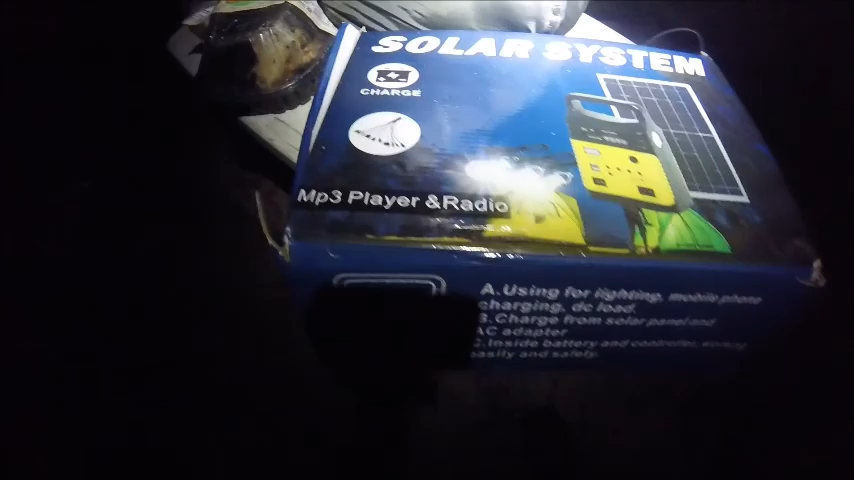 SOLAR SYSTEM
CHARGE
Mp3 Player &Radio
A.Using for lighting, mobile phone
charging, dc load.
B.Charge from solar panel and
AC adapter
C.Inside battery and controller,
easily and safety.